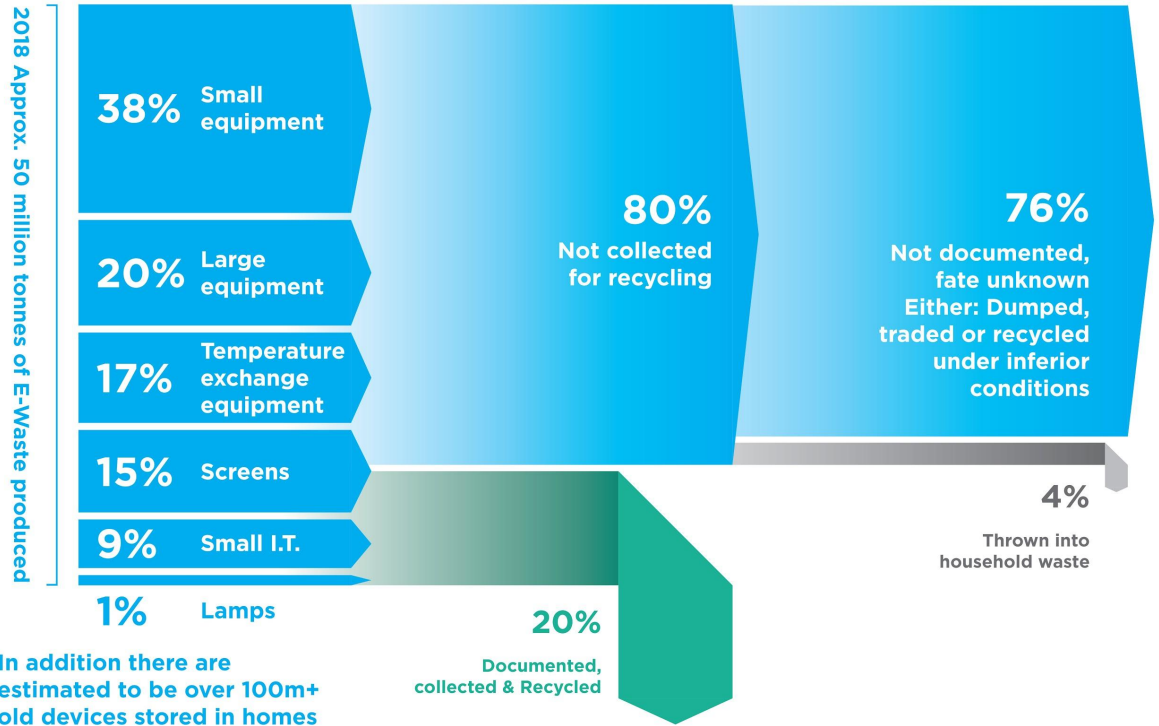 2018 Approx. 50 million tonnes of E-Waste produced
38%
Small
equipment
20%
Large
equipment
17%
Temperature
exchange
equipment
15%
Screens
9%
Small I.T.
1%
Lamps
In addition there are
estimated to be over 100m+
old devices stored in homes
80%
Not collected
for recycling
20%
Documented,
collected & Recycled
76%
Not documented,
fate unknown
Either: Dumped,
traded or recycled
under inferior
conditions
4%
Thrown into
household waste